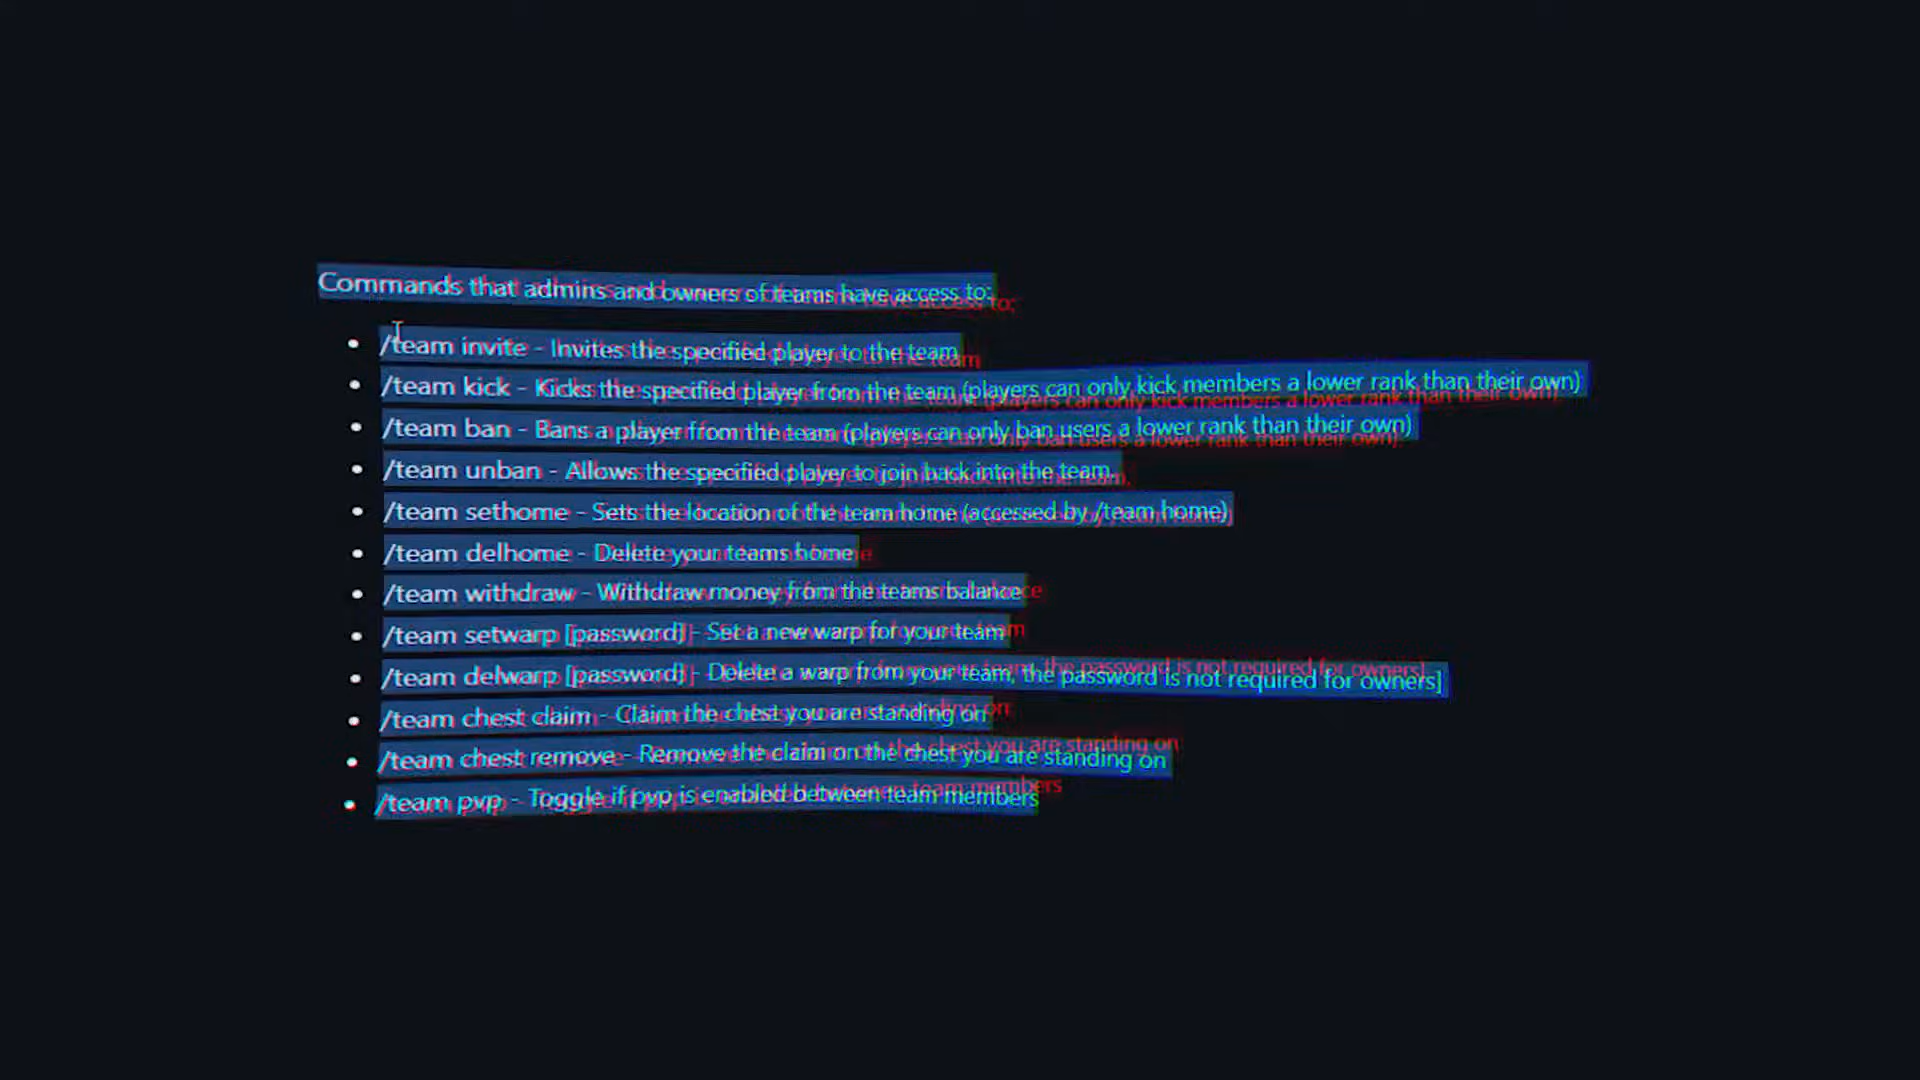 Commands that admins and owners of teams have access to:
/team invite - Invites the specified player to the team
/team kick - Kicks the specified player from the team (players can only kick members a lower rank than their own)
/team ban - Bans a player from the team (players can only ban users a lower rank than their own)
/team unban - Allows the specified player to join back into the team.
/team sethome - Sets the location of the team home (accessed by /team home)
/team delhome - Delete your teams home
/team withdraw - Withdraw money from the teams balance
/team setwarp [password] - Set a new warp for your team
/team delwarp [password] - Delete a warp from your team, the password is not required for owners]
/team chest claim - Claim the chest you are standing on
/team chest remove - Remove the claim on the chest you are standing on
/team pvp - Toggle if pvp is enabled between team members